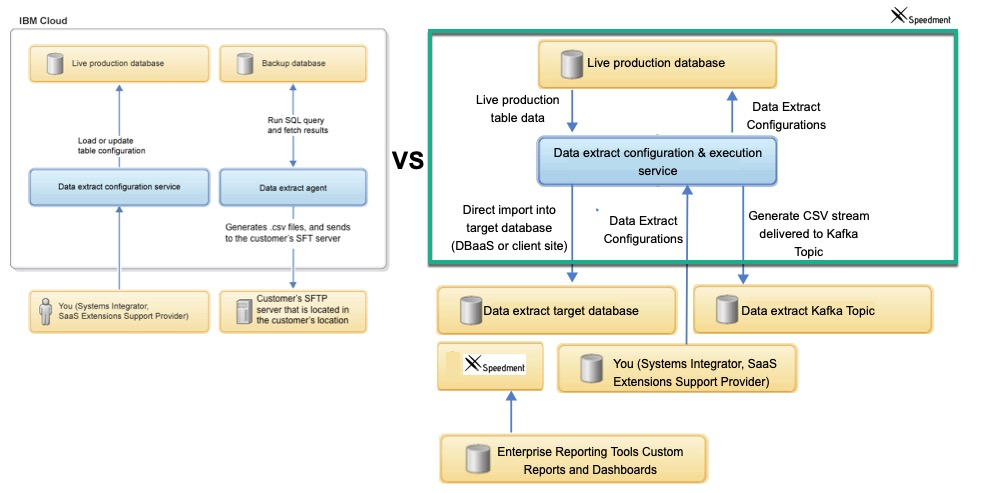 IBM Cloud
Live production database
Backup database
Load or update
table configuration
Run SQL query
and fetch results
Data extract configuration service
Data extract agent
Generates .csv files, and sends
to the customer's SFT server
You (Systems Integrator,
SaaS Extensions Support Provider)
Customer's SFTP
server that is located in
the customer's location
VS
Speedment
Live production database
Live production
table data
Data Extract
Configurations
Data extract configuration & execution
service
Direct import into
target database
(DBaaS or client site)
Data Extract
Configurations
Generate CSV stream
delivered to Kafka
Topic
Data extract target database
Data extract Kafka Topic
Speedment
You (Systems Integrator, SaaS
Extensions Support Provider)
Enterprise Reporting Tools Custom
Reports and Dashboards